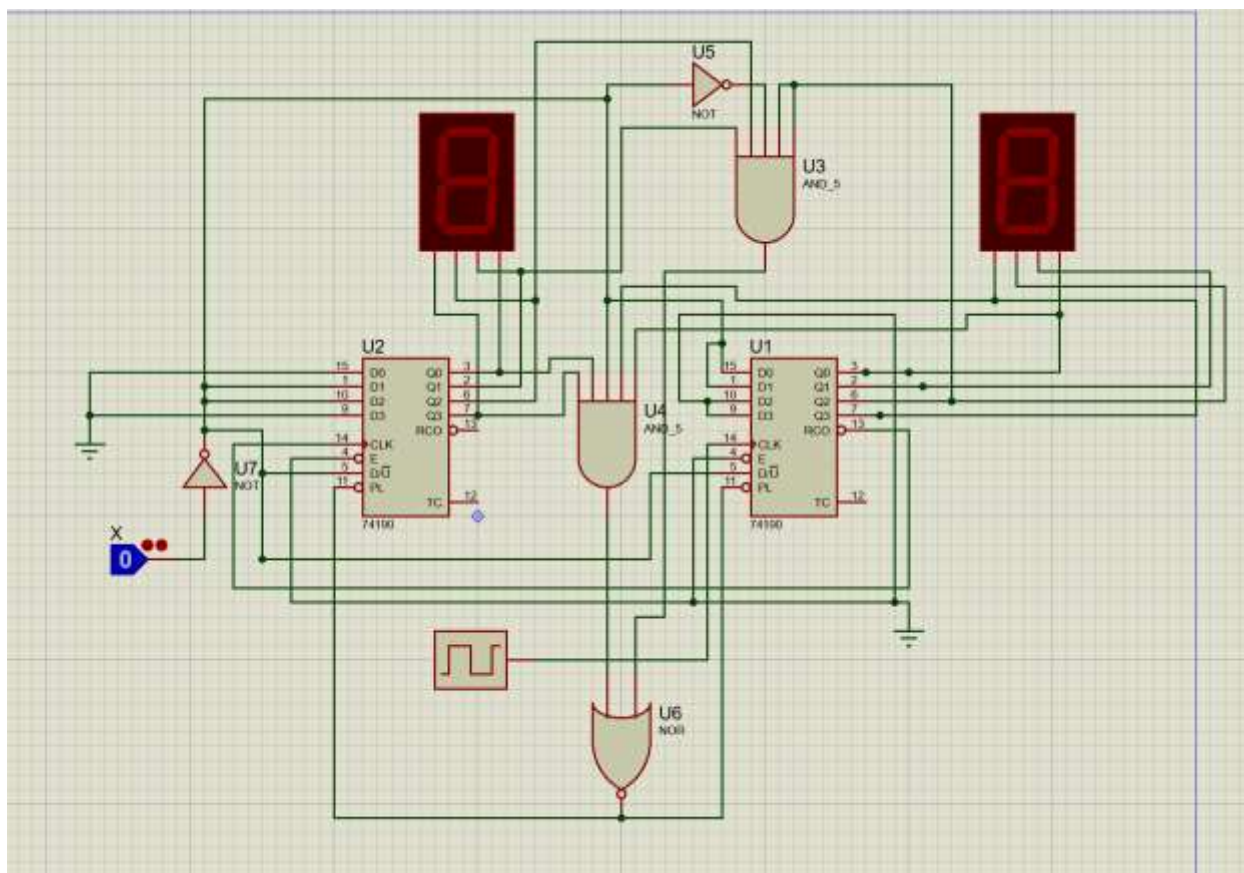 U5
NOT
U3
AND_5
U2
15 D0 Q0 3
1 D1 Q1 2
10 D2 Q2 6
9 D3 Q3 7
RCO 13
14 CLK
4 E
5 D/U
11 PL
TC 12
74190
U1
15 D0 Q0 3
1 D1 Q1 2
10 D2 Q2 6
9 D3 Q3 7
RCO 13
14 CLK
4 E
5 D/U
11 PL
TC 12
74190
U4
AND_5
U7
NOT
X
0
U6
NOR